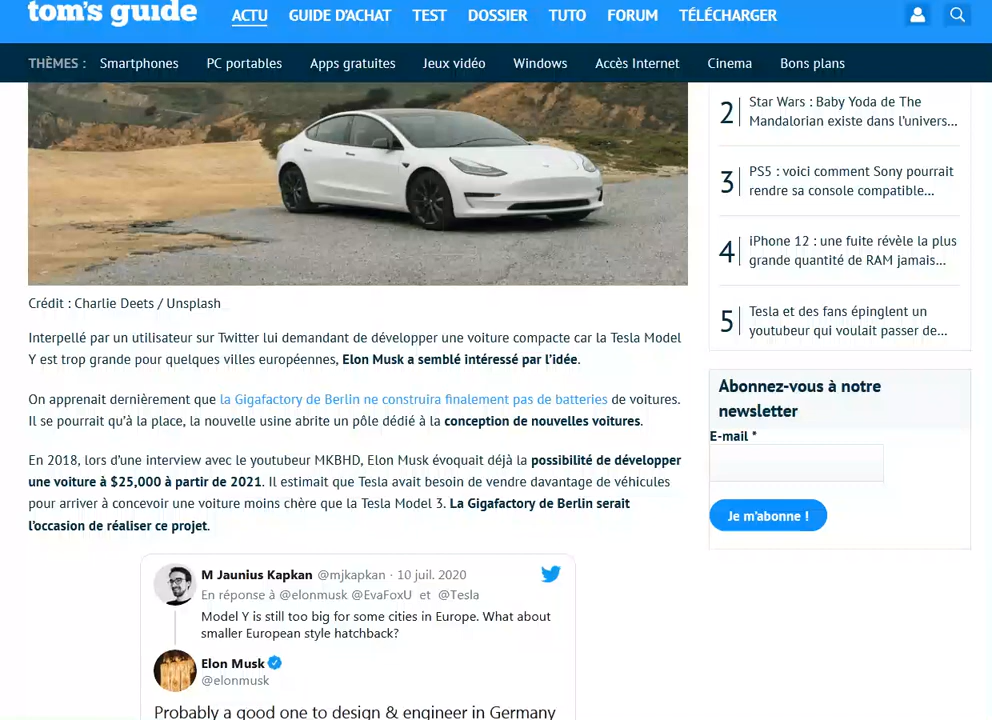 tom's guide
ACTU GUIDE D'ACHAT TEST DOSSIER TUTO FORUM TÉLÉCHARGER
THÈMES : Smartphones PC portables Apps gratuites Jeux vidéo Windows Accès Internet Cinema Bons plans
Crédit : Charlie Deets / Unsplash
Interpellé par un utilisateur sur Twitter lui demandant de développer une voiture compacte car la Tesla Model
Y est trop grande pour quelques villes européennes, Elon Musk a semblé intéressé par l'idée.
On apprenait dernièrement que la Gigafactory de Berlin ne construira finalement pas de batteries de voitures.
Il se pourrait qu'à la place, la nouvelle usine abrite un pôle dédié à la conception de nouvelles voitures.
En 2018, lors d'une interview avec le youtubeur MKBHD, Elon Musk évoquait déjà la possibilité de développer
une voiture à $25,000 à partir de 2021. Il estimait que Tesla avait besoin de vendre davantage de véhicules
pour arriver à concevoir une voiture moins chère que la Tesla Model 3. La Gigafactory de Berlin serait
l'occasion de réaliser ce projet.
M Jaunius Kapkan @mjkapkan · 10 juil. 2020
En réponse à @elonmusk @EvaFoxU et @Tesla
Model Y is still too big for some cities in Europe. What about
smaller European style hatchback?
Elon Musk
@elonmusk
Probably a good one to design & engineer in Germany
2 Star Wars : Baby Yoda de The
Mandalorian existe dans l'univers...
3 PS5 : voici comment Sony pourrait
rendre sa console compatible...
4 iPhone 12 : une fuite révèle la plus
grande quantité de RAM jamais...
5 Tesla et des fans épinglent un
youtubeur qui voulait passer de...
Abonnez-vous à notre
newsletter
E-mail *
Je m'abonne !